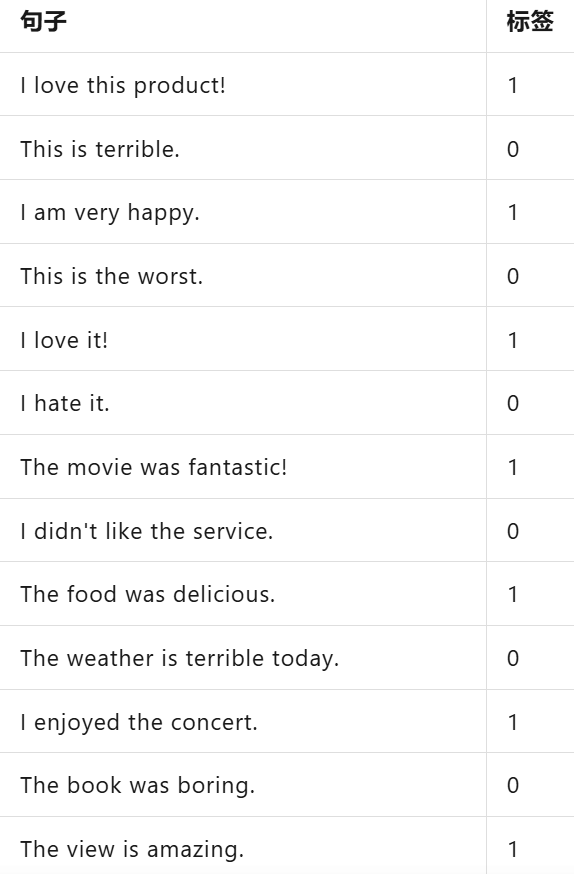 句子 标签
I love this product! 1
This is terrible. 0
I am very happy. 1
This is the worst. 0
I love it! 1
I hate it. 0
The movie was fantastic! 1
I didn't like the service. 0
The food was delicious. 1
The weather is terrible today. 0
I enjoyed the concert. 1
The book was boring. 0
The view is amazing. 1